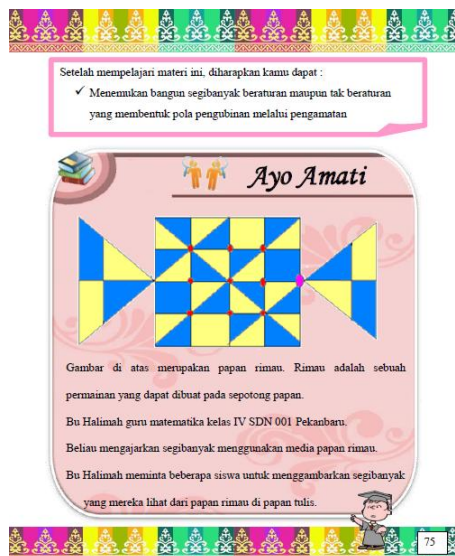 Setelah mempelajari materi ini, diharapkan kamu dapat :
✓ Menemukan bangun segibanyak beraturan maupun tak beraturan
yang membentuk pola pengubinan melalui pengamatan
Ayo Amati
Gambar di atas merupakan papan rimau. Rimau adalah sebuah
permainan yang dapat dibuat pada sepotong papan.
Bu Halimah guru matematika kelas IV SDN 001 Pekanbaru.
Beliau mengajarkan segibanyak menggunakan media papan rimau.
Bu Halimah meminta beberapa siswa untuk menggambarkan segibanyak
yang mereka lihat dari papan rimau di papan tulis.
75